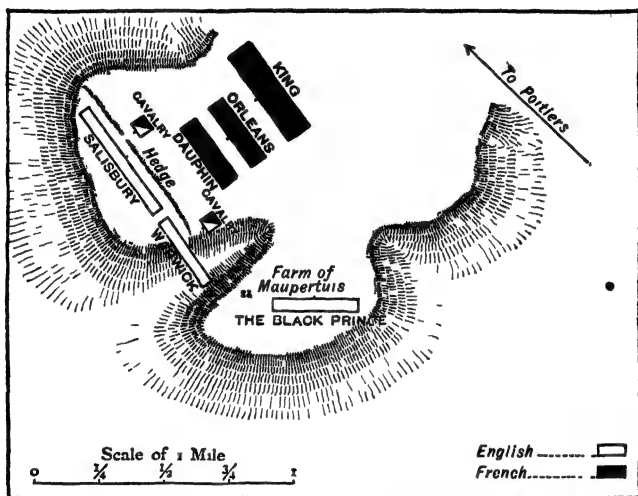 KING
ORLEANS
DAUPHIN
CAVALRY
Hedge
SALISBURY
CAVALRY
WARWICK
To Poitiers
Farm of
Maupertuis
THE BLACK PRINCE
Scale of 1 Mile
0 ¼ ½ ¾ 1
English
French